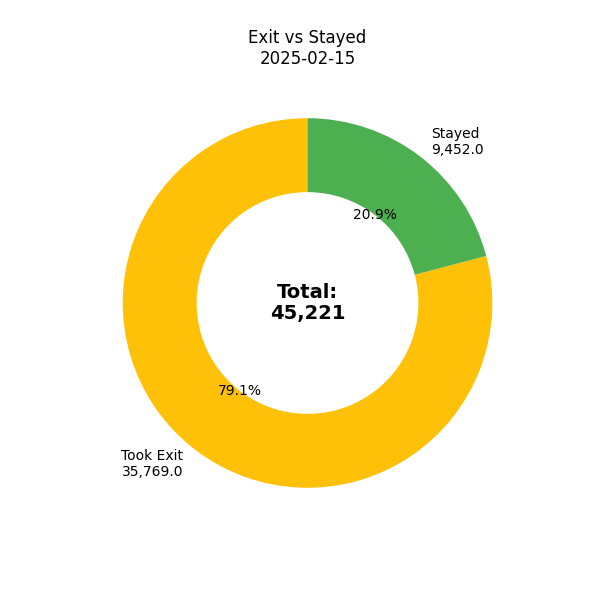 Exit vs Stayed
2025-02-15
Stayed
9,452.0
20.9%
Total:
45,221
79.1%
Took Exit
35,769.0